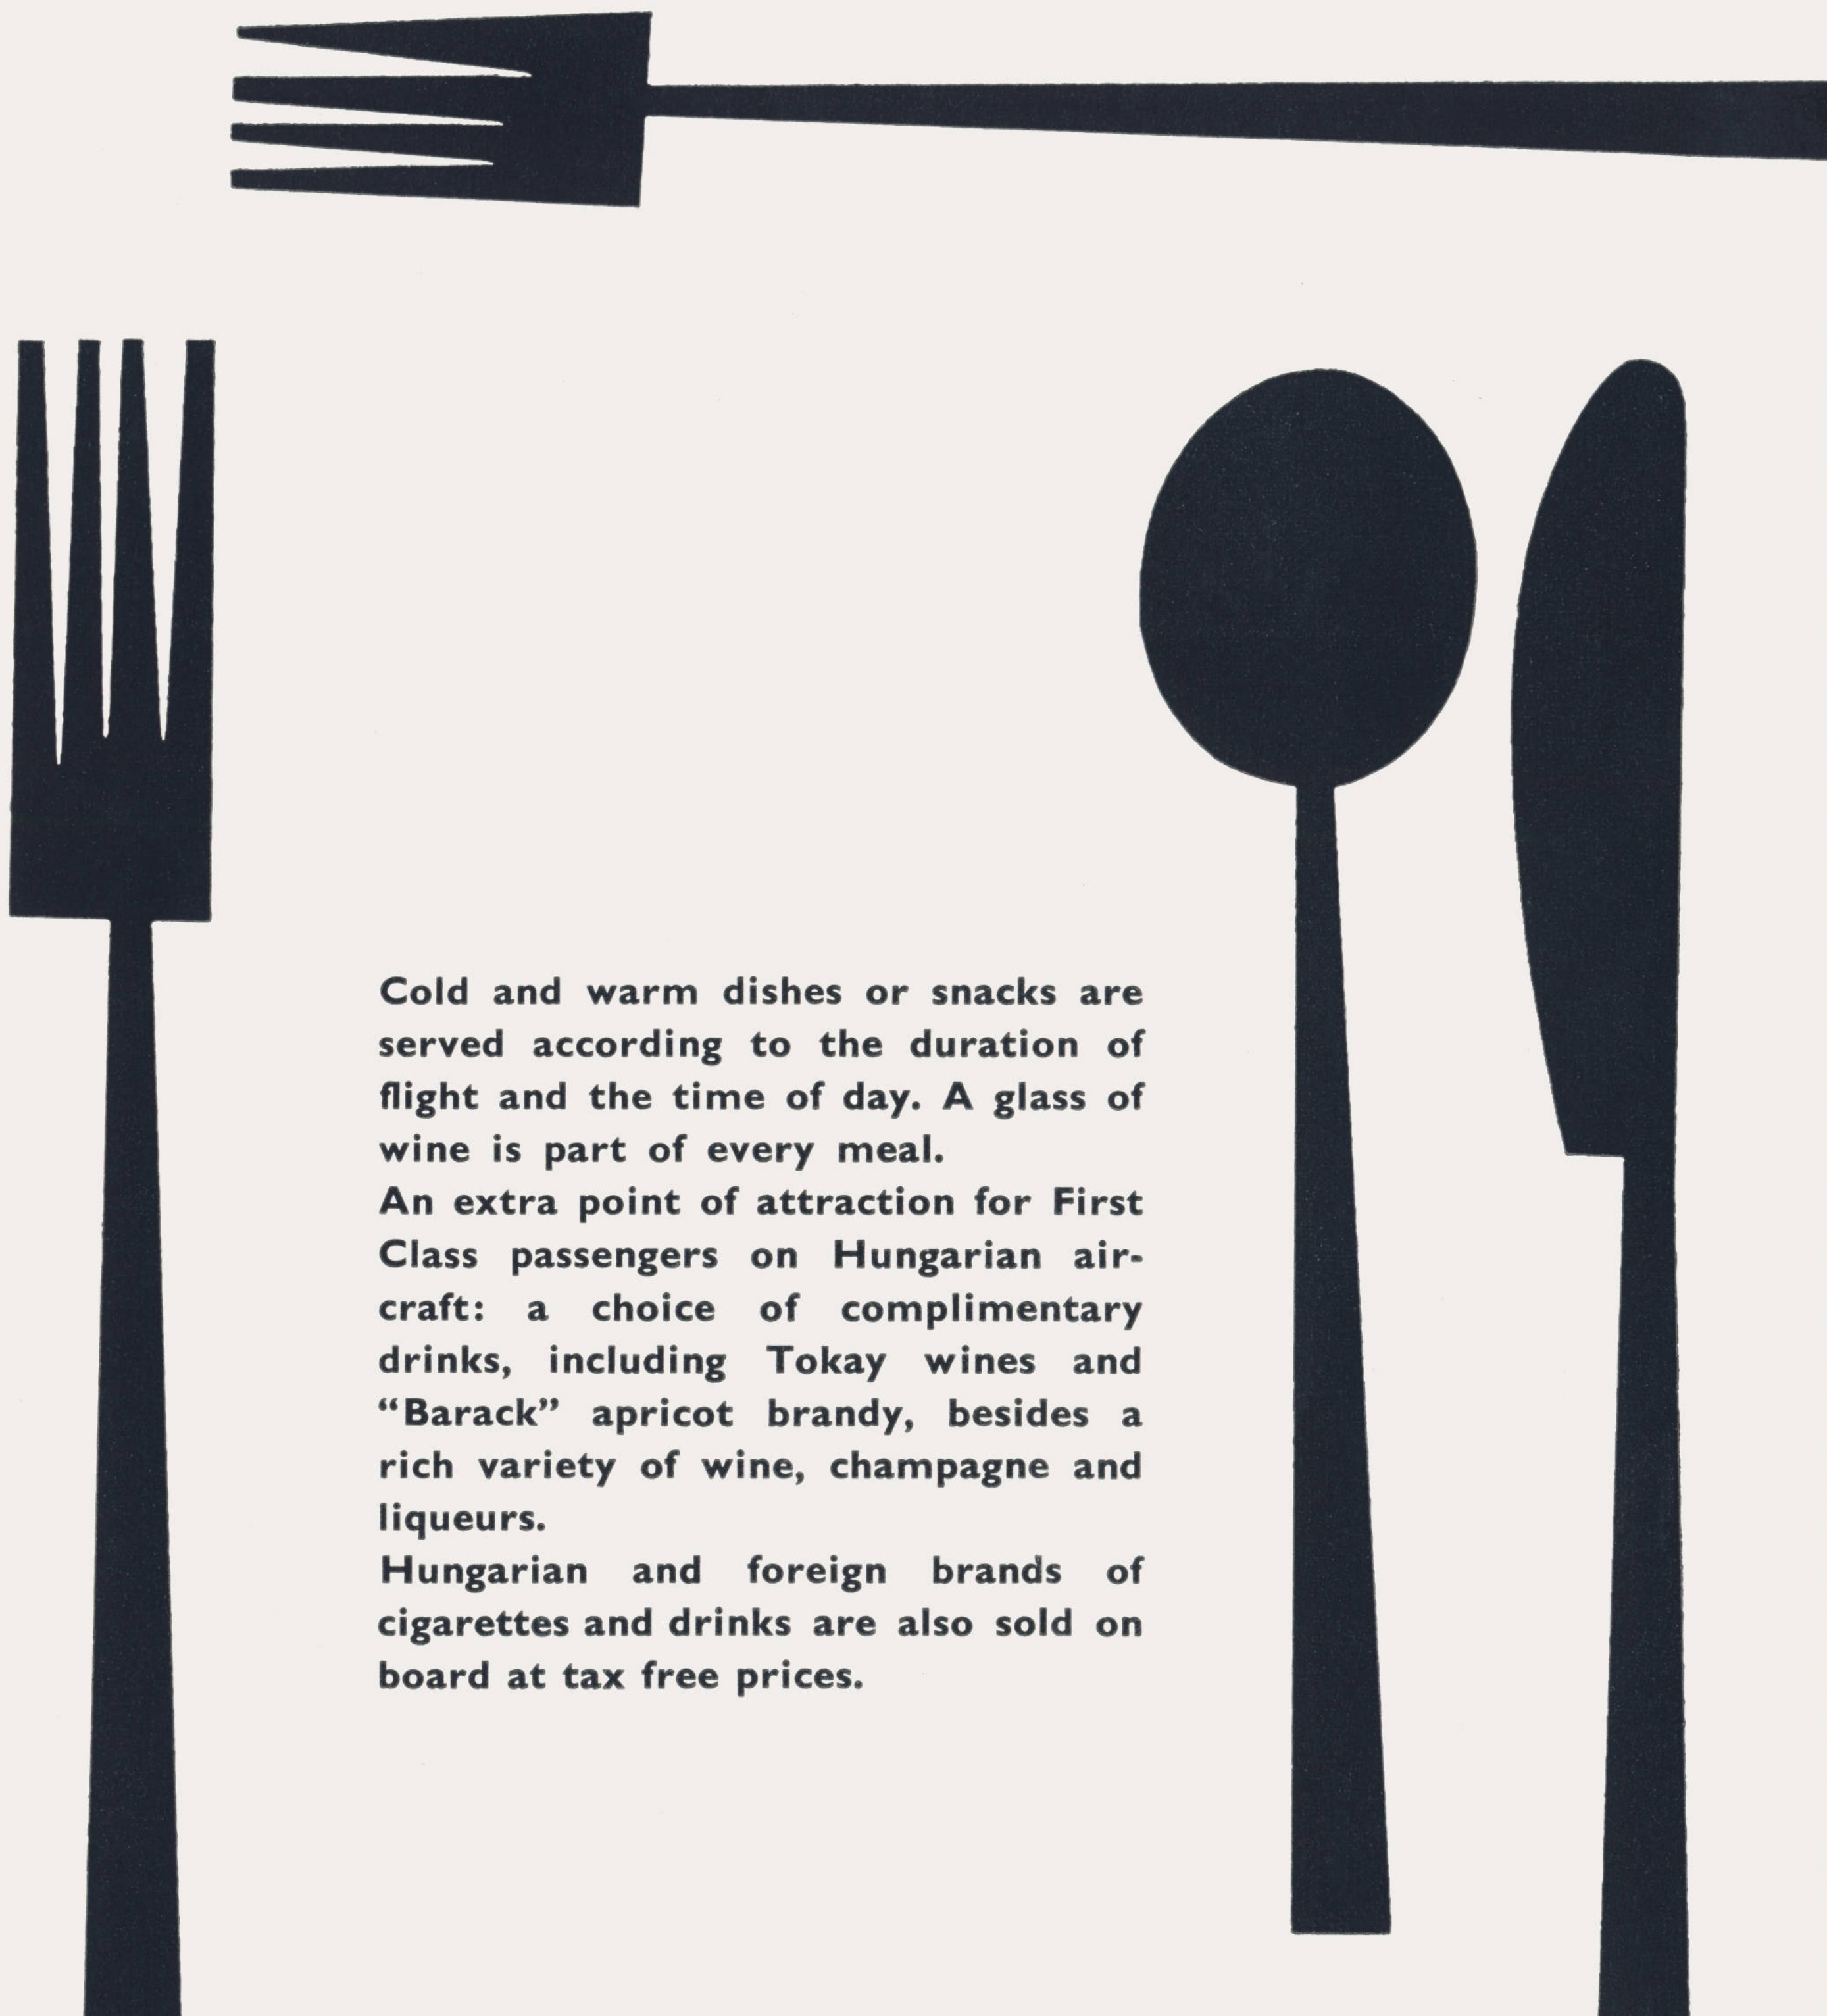 Cold and warm dishes or snacks are
served according to the duration of
flight and the time of day. A glass of
wine is part of every meal.
An extra point of attraction for First
Class passengers on Hungarian air-
craft: a choice of complimentary
drinks, including Tokay wines and
“Barack” apricot brandy, besides a
rich variety of wine, champagne and
liqueurs.
Hungarian and foreign brands of
cigarettes and drinks are also sold on
board at tax free prices.